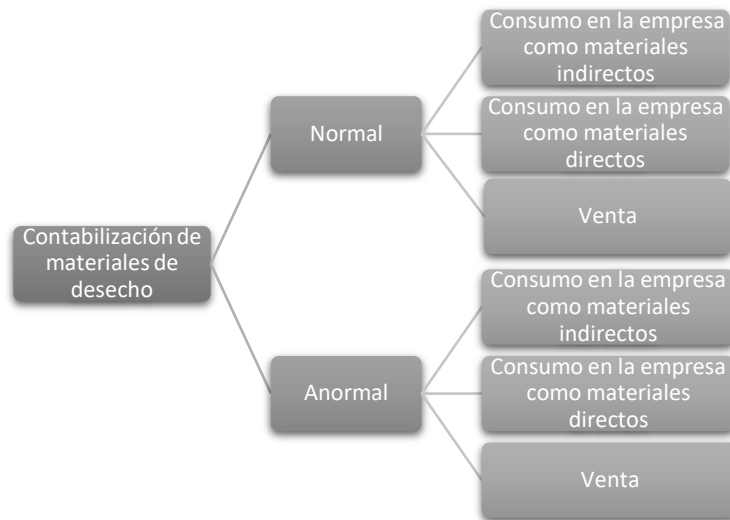 Contabilización de
materiales de
desecho
Normal
Consumo en la empresa
como materiales
indirectos
Consumo en la empresa
como materiales
directos
Venta
Anormal
Consumo en la empresa
como materiales
indirectos
Consumo en la empresa
como materiales
directos
Venta